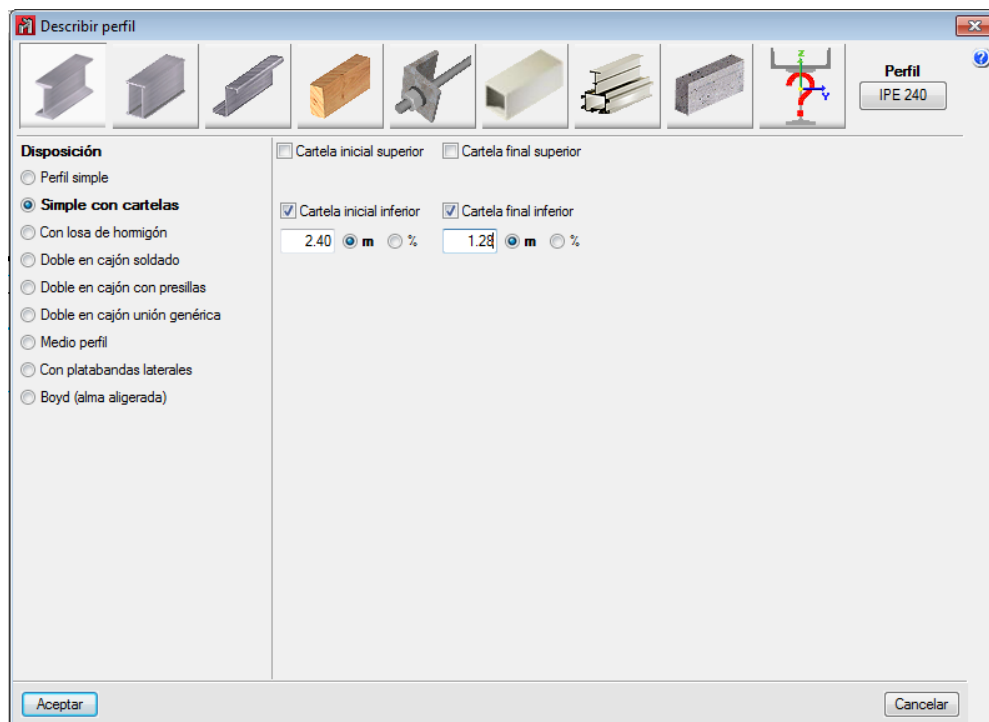 Describir perfil
Z
Y
Perfil
IPE 240
?
Disposición
Perfil simple
Simple con cartelas
Con losa de hormigón
Doble en cajón soldado
Doble en cajón con presillas
Doble en cajón unión genérica
Medio perfil
Con platabandas laterales
Boyd (alma aligerada)
Cartela inicial superior Cartela final superior
Cartela inicial inferior Cartela final inferior
2.40 m % 1.28 m %
Aceptar Cancelar